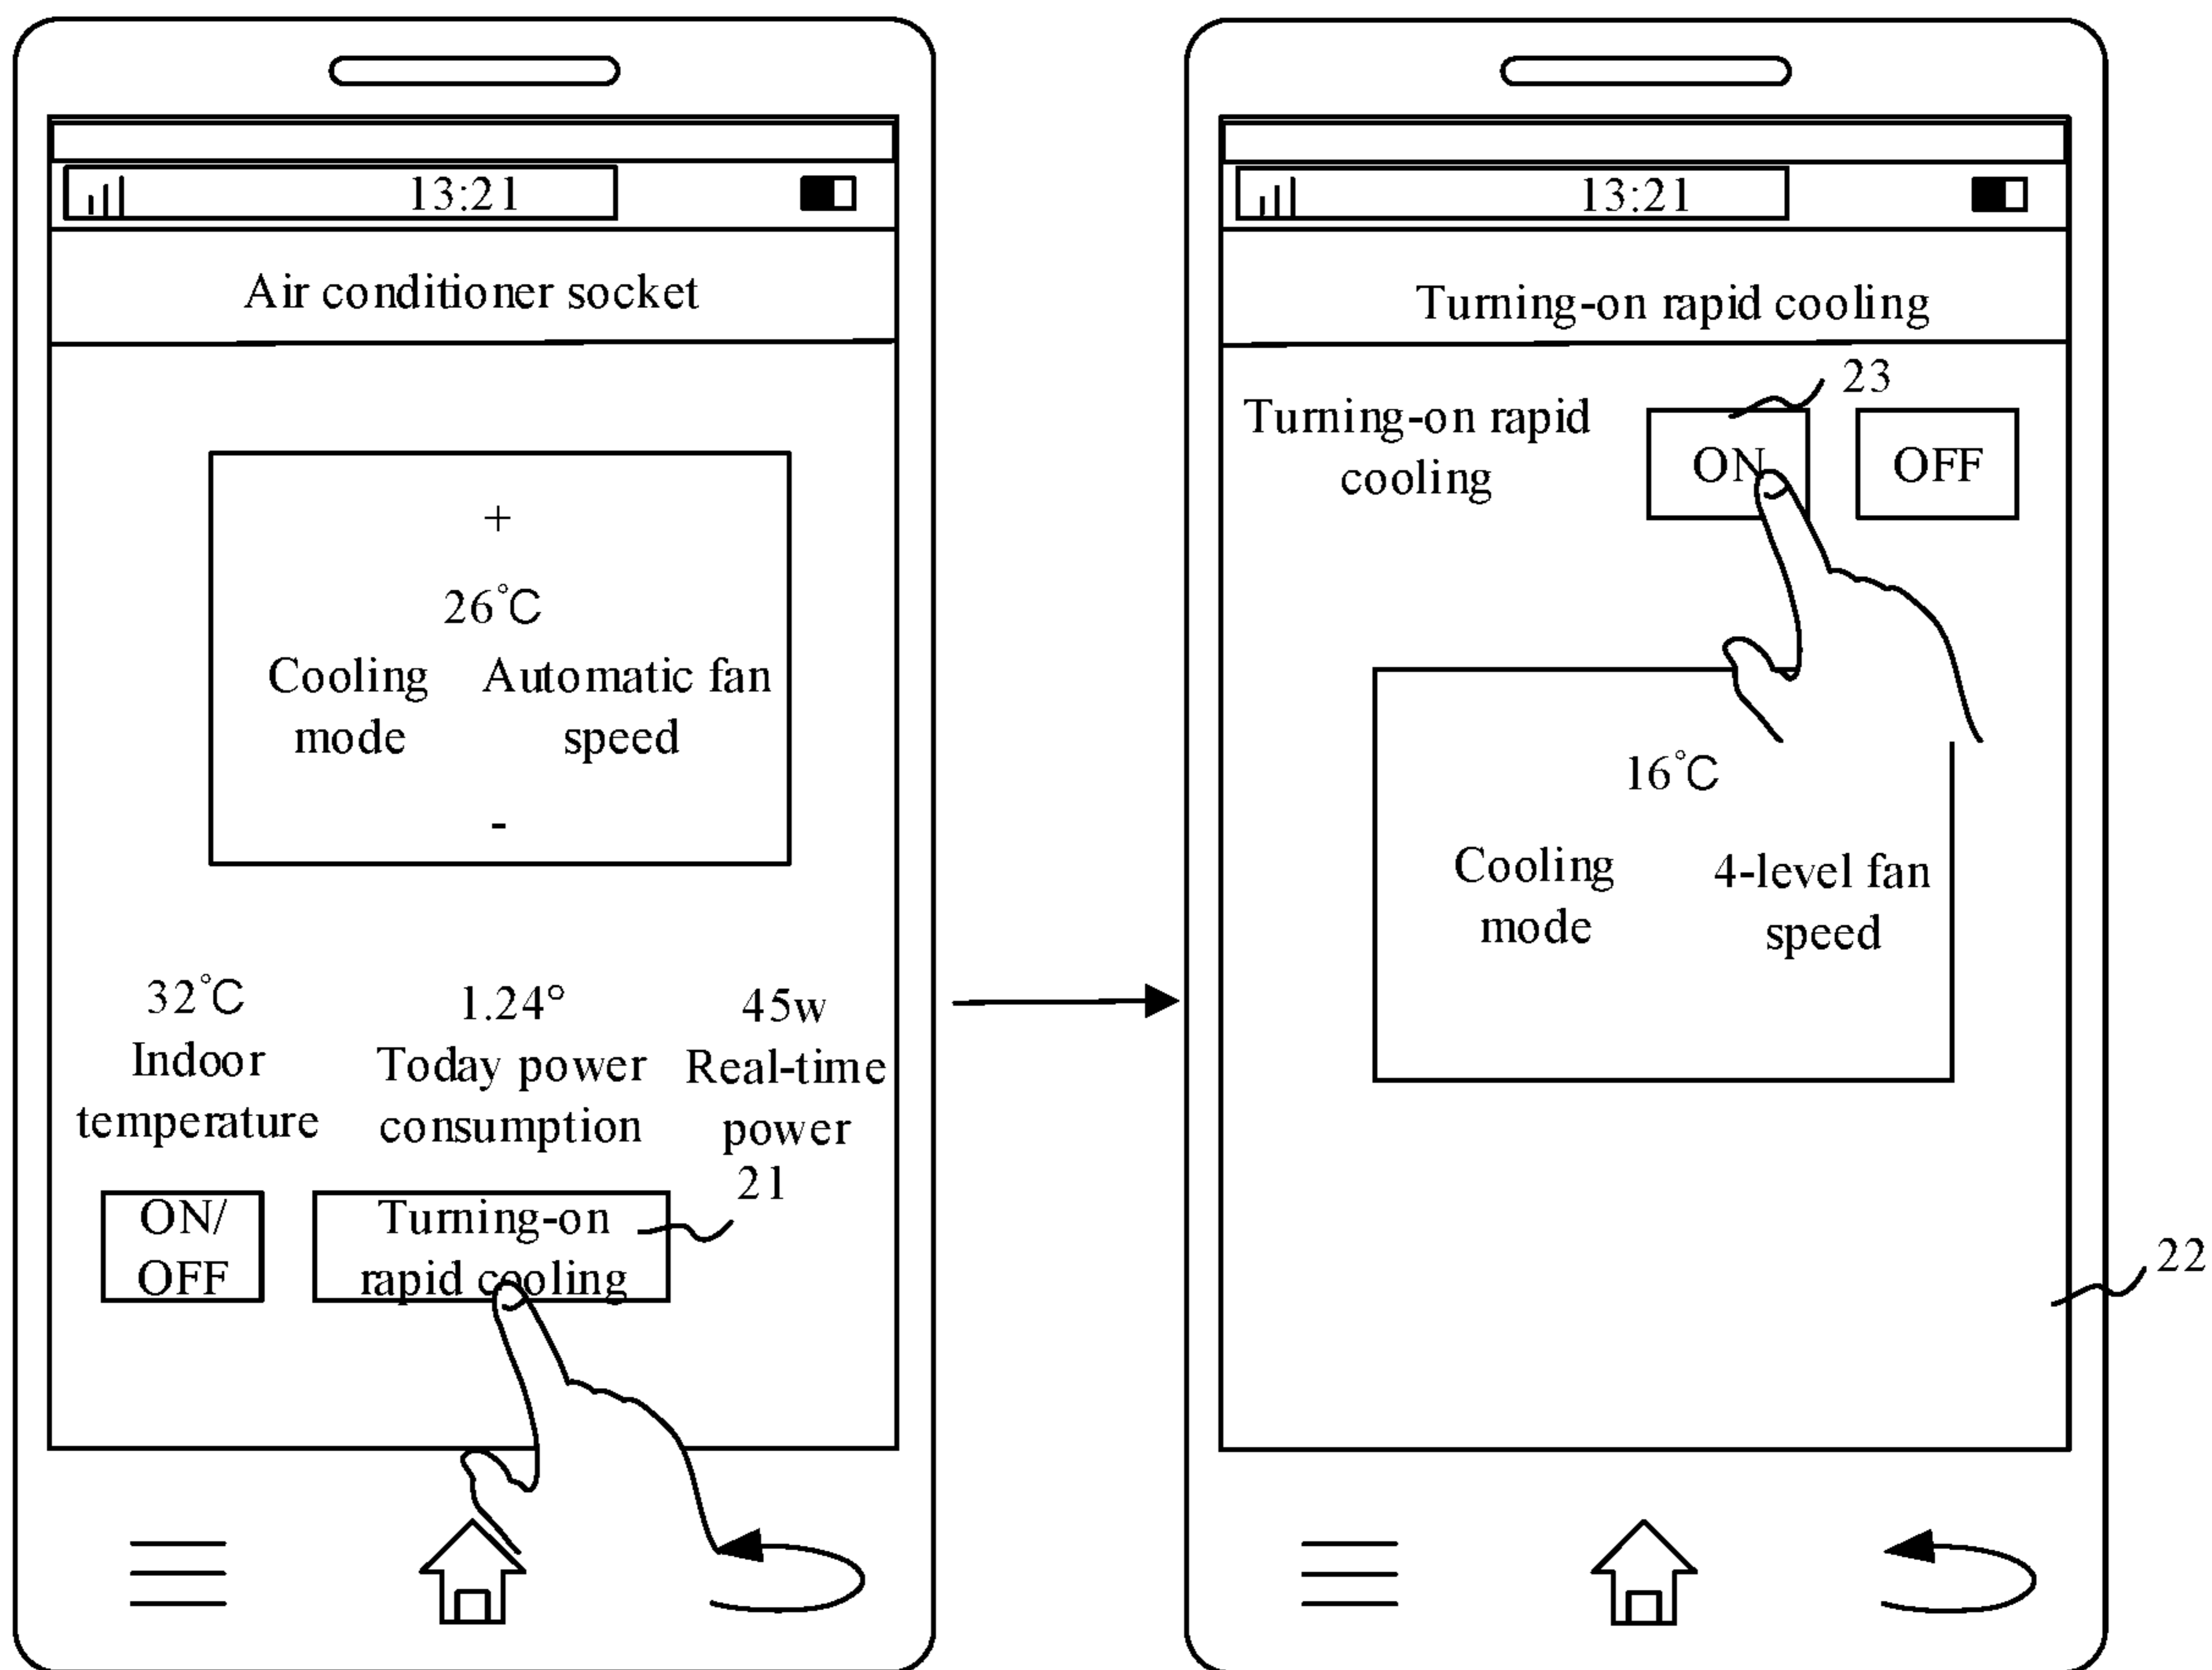 13:21
Air conditioner socket
+
26℃
Cooling mode
Automatic fan speed
-
32℃
Indoor temperature
1.24°
Today power consumption
45w
Real-time power
21
ON/
OFF
Turning-on
rapid cooling
13:21
Turning-on rapid cooling
23
Turning-on rapid
cooling
ON
OFF
16℃
Cooling
mode
4-level fan
speed
22